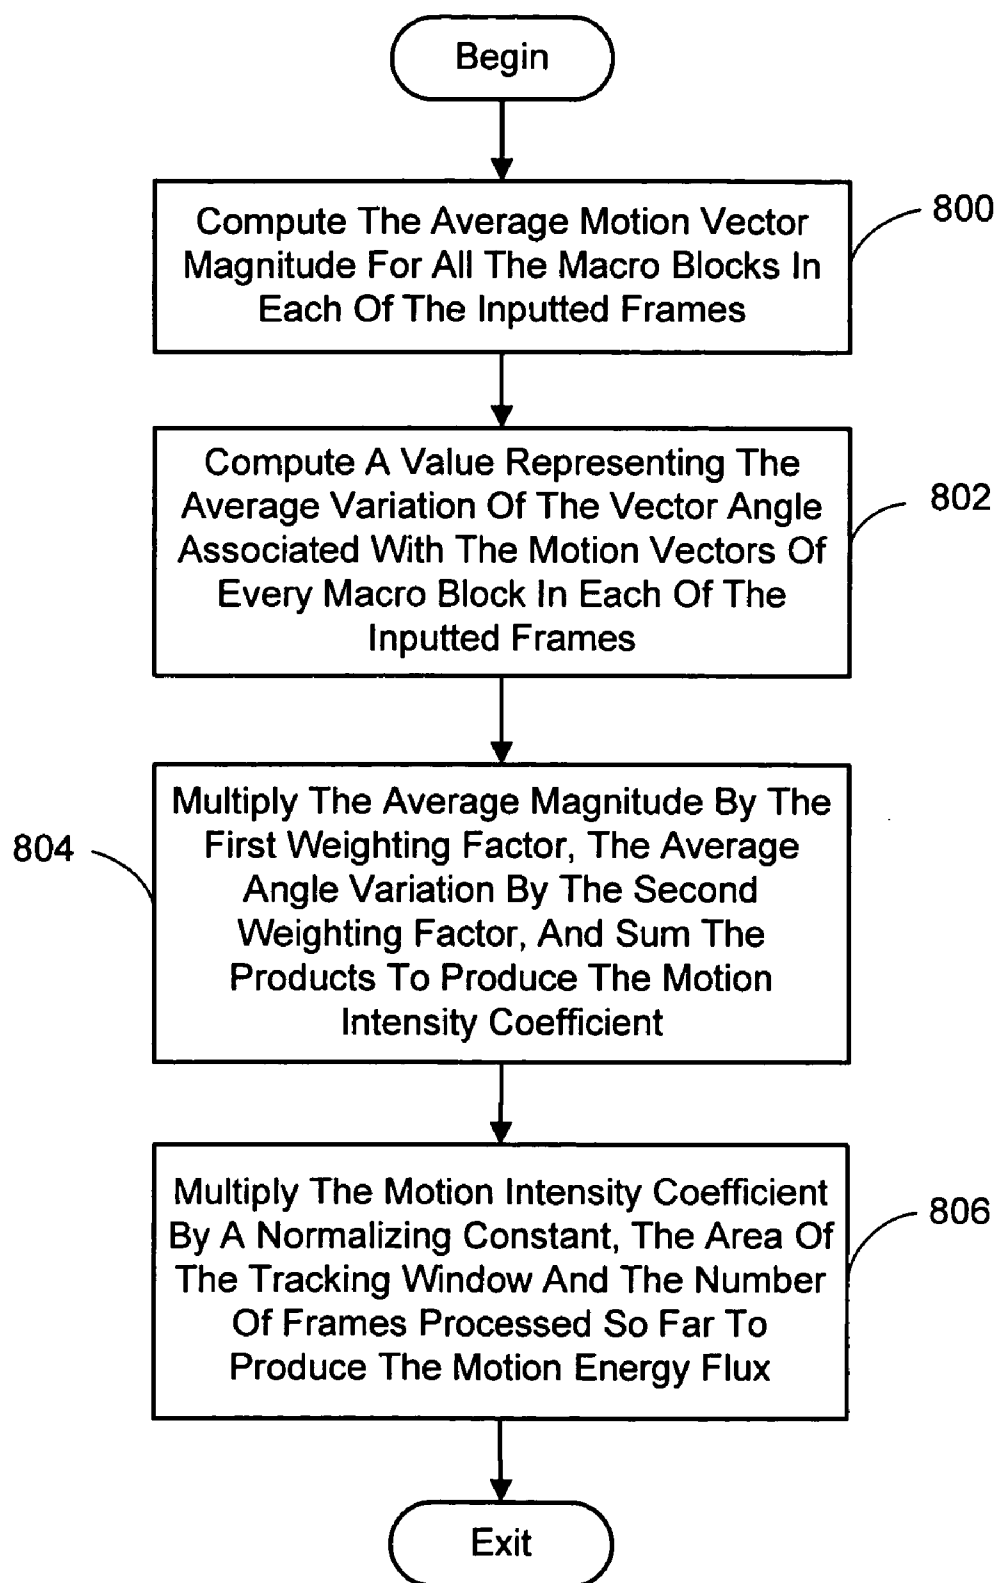 Begin
Compute The Average Motion Vector
Magnitude For All The Macro Blocks In
Each Of The Inputted Frames
800
Compute A Value Representing The
Average Variation Of The Vector Angle
Associated With The Motion Vectors Of
Every Macro Block In Each Of The
Inputted Frames
802
804
Multiply The Average Magnitude By The
First Weighting Factor, The Average
Angle Variation By The Second
Weighting Factor, And Sum The
Products To Produce The Motion
Intensity Coefficient
Multiply The Motion Intensity Coefficient
By A Normalizing Constant, The Area Of
The Tracking Window And The Number
Of Frames Processed So Far To
Produce The Motion Energy Flux
806
Exit